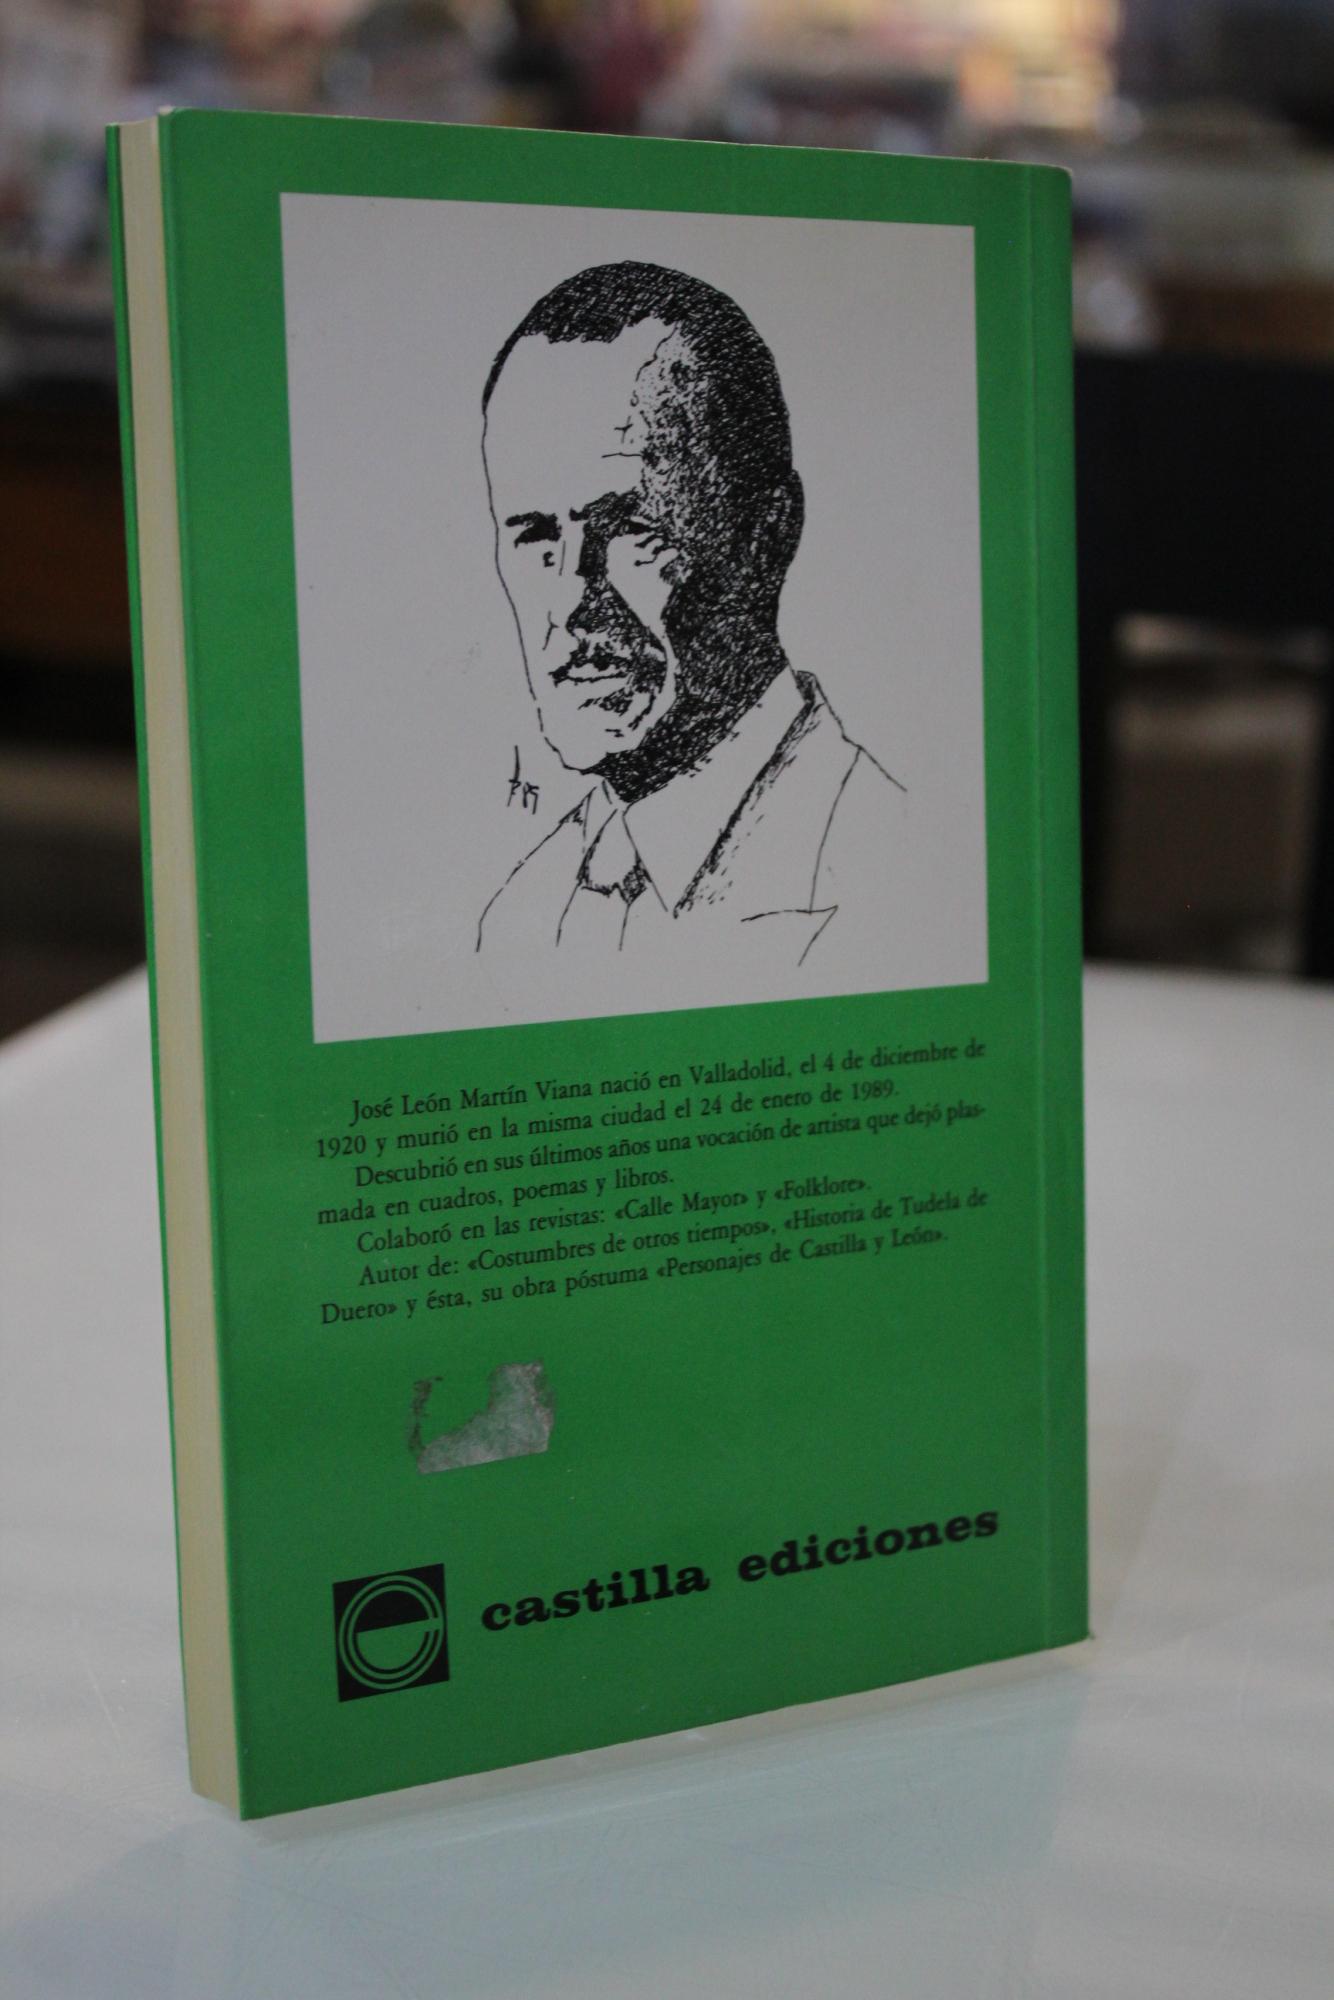 José León Martín Viana nació en Valladolid, el 4 de diciembre de
1920 y murió en la misma ciudad el 24 de enero de 1989.
Descubrió en sus últimos años una vocación de artista que dejó plas-
mada en cuadros, poemas y libros.
Colaboró en las revistas: «Calle Mayor» y «Folklore».
Autor de: «Costumbres de otros tiempos», «Historia de Tudela de
Duero» y ésta, su obra póstuma «Personajes de Castilla y León».
castilla ediciones